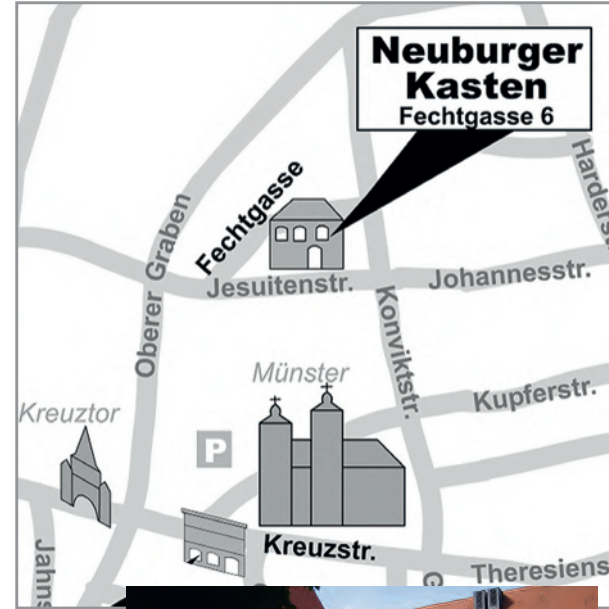 Neuburger
Kasten
Fechtgasse 6
Oberer Graben
Fechtgasse
Jesuitenstr.
Johannesstr.
Konviktstr.
Münster
Kupferstr.
Kreuztor
P
Kreuzstr.